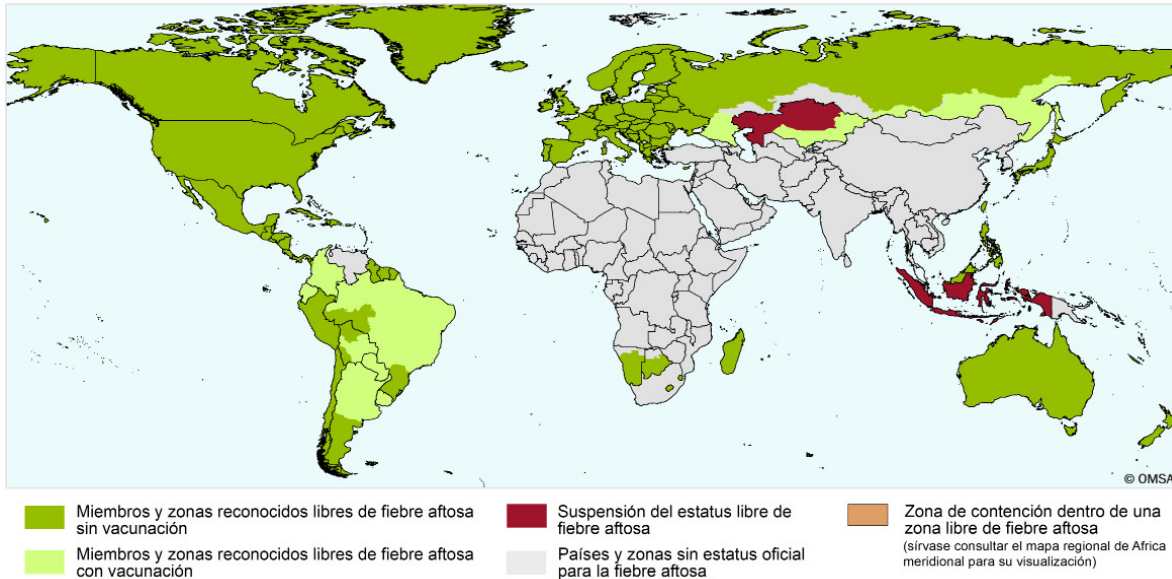 © OMSA
Miembros y zonas reconocidos libres de fiebre aftosa
sin vacunación
Miembros y zonas reconocidos libres de fiebre aftosa
con vacunación
Suspensión del estatus libre de
fiebre aftosa
Países y zonas sin estatus oficial
para la fiebre aftosa
Zona de contención dentro de una
zona libre de fiebre aftosa
(sírvase consultar el mapa regional de Africa
meridional para su visualización)